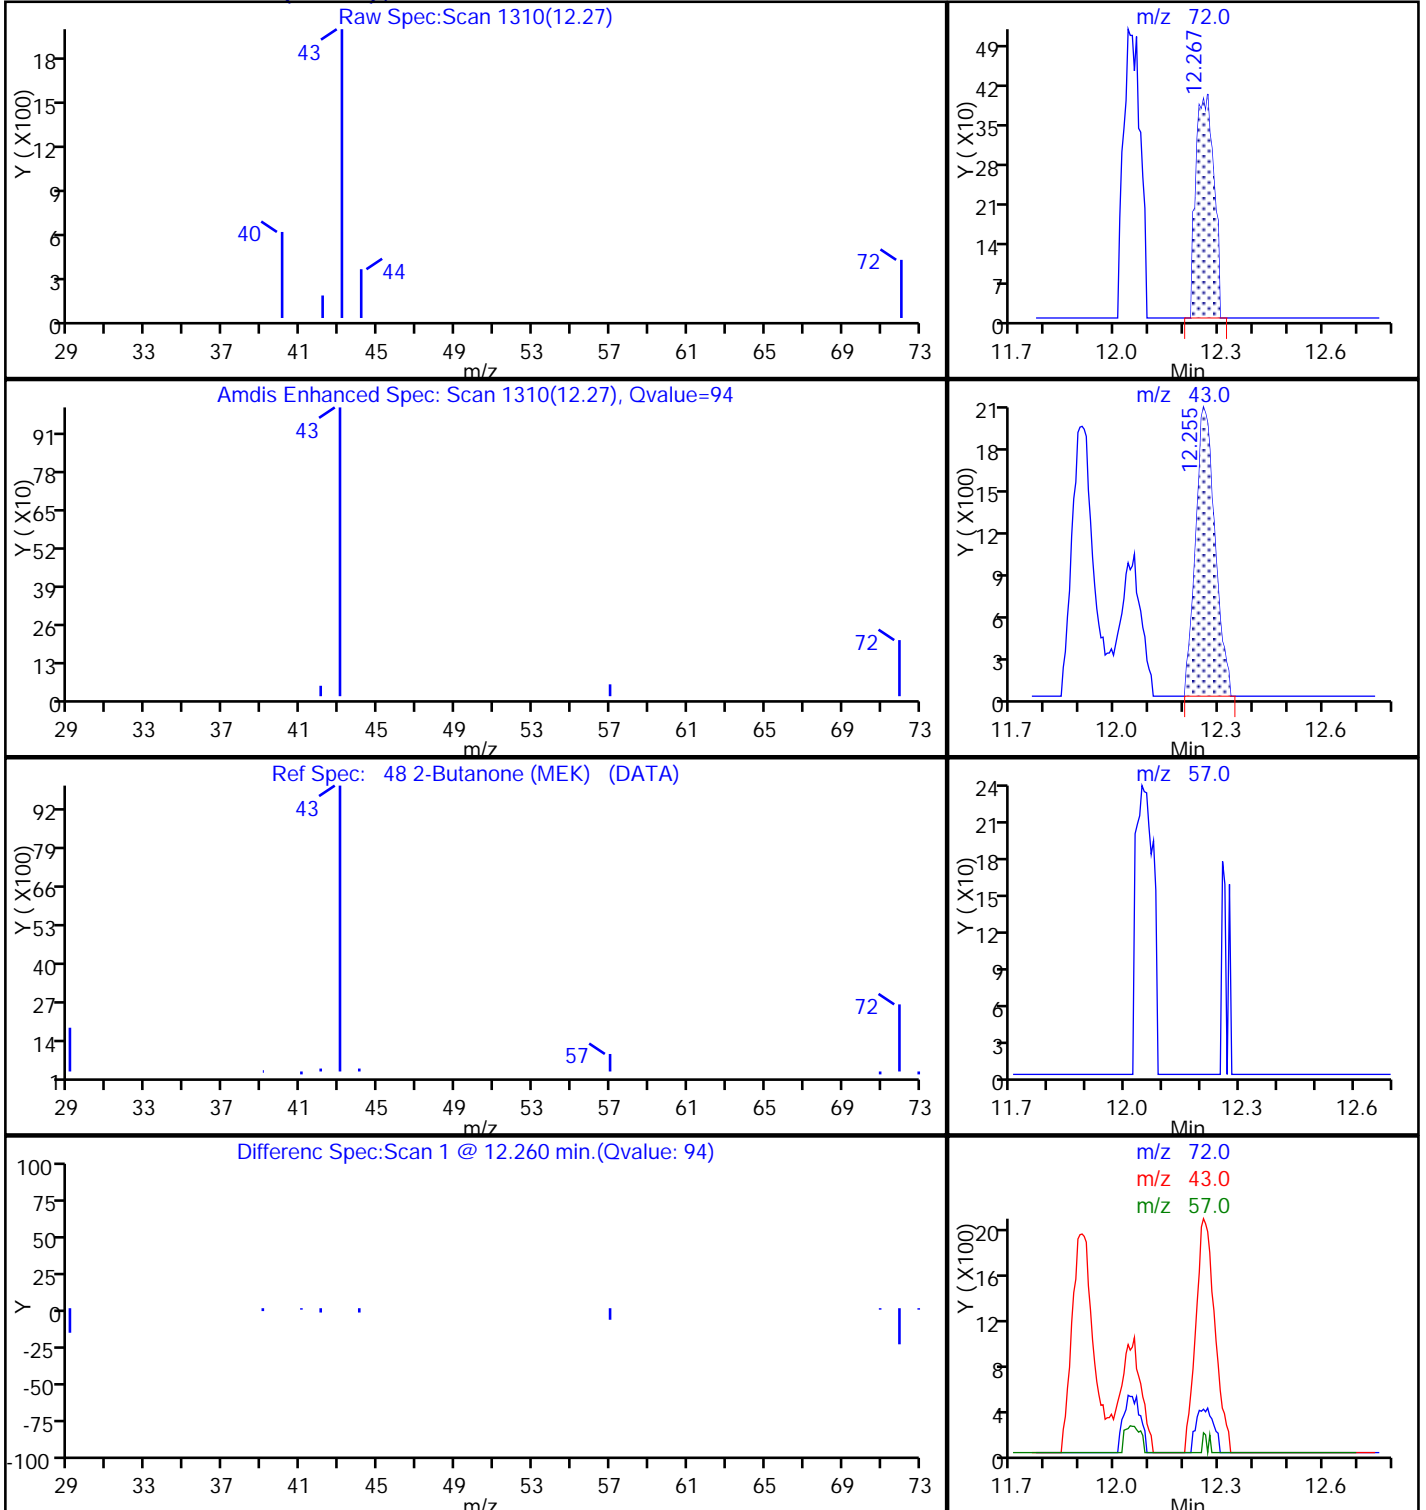 Raw Spec:Scan 1310(12.27)
Y ( X100)
18
15
12
9
6
3
0
43
40
44
72
29 33 37 41 45 49 53 57 61 65 69 73
m/z
m/z 72.0
Y ( X10)
49
42
35
28
21
14
7
0
12.267
11.7 12.0 12.3 12.6
Min
Amdis Enhanced Spec: Scan 1310(12.27), Qvalue=94
Y ( X10)
91
78
65
52
39
26
13
0
43
72
29 33 37 41 45 49 53 57 61 65 69 73
m/z
m/z 43.0
Y ( X100)
21
18
15
12
9
6
3
0
12.255
11.7 12.0 12.3 12.6
Min
Ref Spec: 48 2-Butanone (MEK) (DATA)
Y ( X100)
92
79
66
53
40
27
14
1
43
57
72
29 33 37 41 45 49 53 57 61 65 69 73
m/z
m/z 57.0
Y ( X10)
24
21
18
15
12
9
6
3
0
11.7 12.0 12.3 12.6
Min
Differenc Spec:Scan 1 @ 12.260 min.(Qvalue: 94)
Y
100
75
50
25
0
-25
-50
-75
-100
29 33 37 41 45 49 53 57 61 65 69 73
m/z
m/z 72.0
m/z 43.0
m/z 57.0
Y ( X100)
20
16
12
8
4
0
11.7 12.0 12.3 12.6
Min